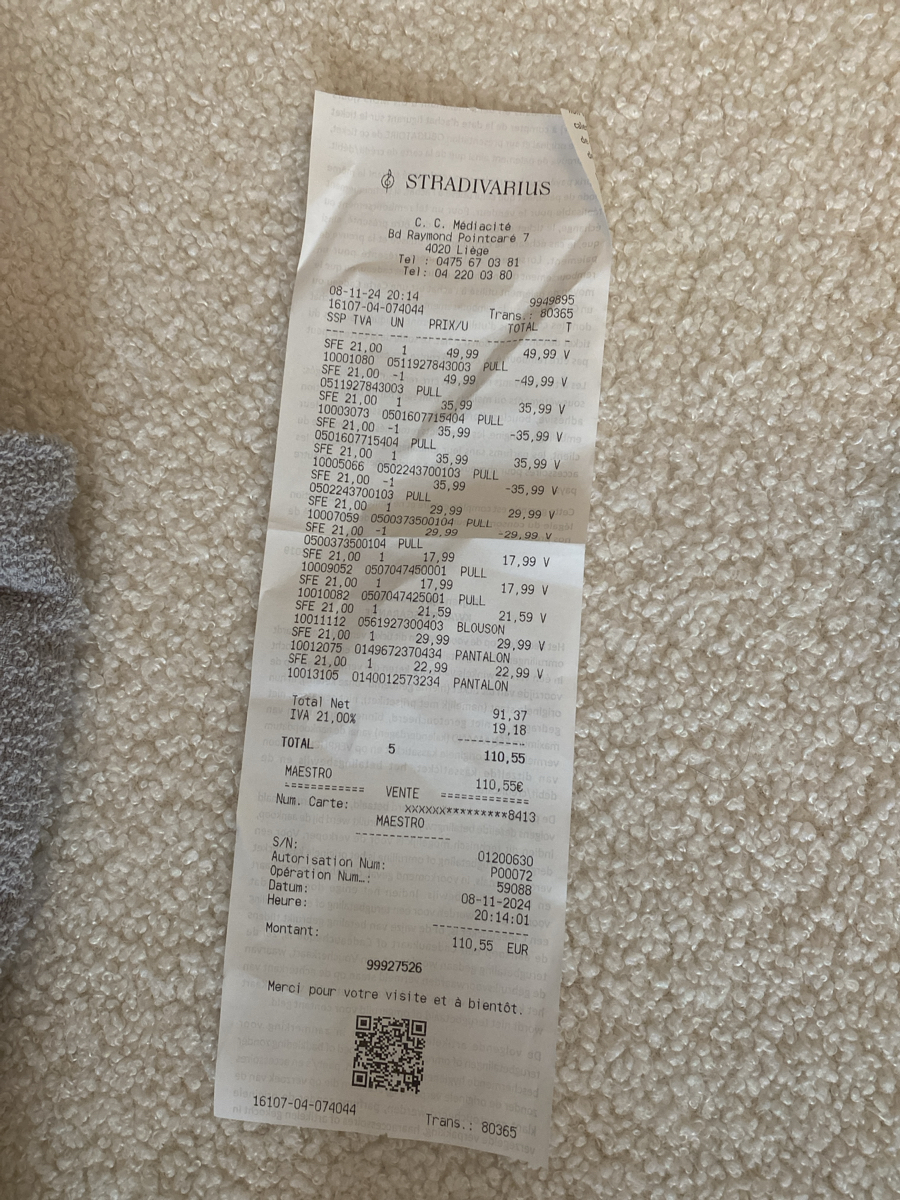 STRADIVARIUS
C. C. Médiacité
Bd Raymond Pointcaré 7
4020 Liège
Tel : 0475 67 03 81
Tel: 04 220 03 80
08-11-24 20:14 9949895
16107-04-074044 Trans.: 80365
SSP TVA UN PRIX/U TOTAL T
SFE 21,00 1 49,99 49,99 V
10001080 0511927843003 PULL
SFE 21,00 -1 49,99 -49,99 V
0511927843003 PULL
SFE 21,00 1 35,99 35,99 V
10003073 0501607715404 PULL
SFE 21,00 -1 35,99 -35,99 V
0501607715404 PULL
SFE 21,00 1 35,99 35,99 V
10005066 0502243700103 PULL
SFE 21,00 -1 35,99 -35,99 V
0502243700103 PULL
SFE 21,00 1 29,99 29,99 V
10007059 0500373500104 PULL
SFE 21,00 -1 29,99 -29,99 V
0500373500104 PULL
SFE 21,00 1 17,99 17,99 V
10009052 0507047450001 PULL
SFE 21,00 1 17,99 17,99 V
10010082 0507047425001 PULL
SFE 21,00 1 21,59 21,59 V
10011112 0561927300403 BLOUSON
SFE 21,00 1 29,99 29,99 V
10012075 0149672370434 PANTALON
SFE 21,00 1 22,99 22,99 V
10013105 0140012573234 PANTALON
Total Net 91,37
IVA 21,00% 19,18
TOTAL 5 110,55
MAESTRO 110,55€
============ VENTE =============
Num. Carte: XXXXXX*********8413
MAESTRO
S/N: 01200630
Autorisation Num: P00072
Opération Num…: 59088
Datum: 08-11-2024
Heure: 20:14:01
Montant: 110,55 EUR
99927526
Merci pour votre visite et à bientôt.
16107-04-074044 Trans.: 80365